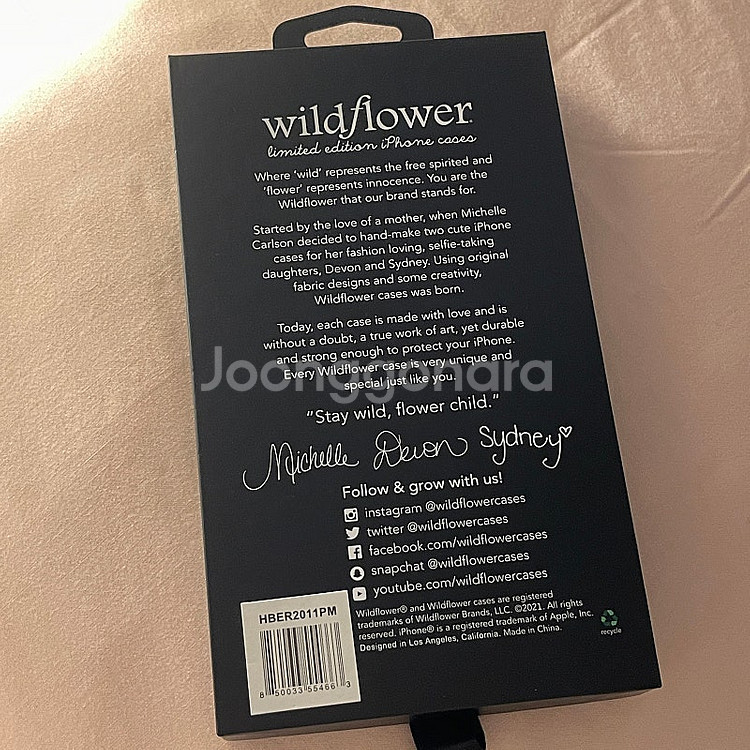 wildflower
limited edition iPhone cases
Where 'wild' represents the free spirited and
'flower' represents innocence. You are the
Wildflower that our brand stands for.
Started by the love of a mother, when Michelle
Carlson decided to hand-make two cute iPhone
cases for her fashion loving, selfie-taking
daughters, Devon and Sydney. Using original
fabric designs and some creativity,
Wildflower cases was born.
Today, each case is made with love and is
without a doubt, a true work of art, yet durable
and strong enough to protect your iPhone.
Every Wildflower case is very unique and
special just like you.
Joonggonara
"Stay wild, flower child."
Michelle Devon Sydney
Follow & grow with us!
instagram @wildflowercases
twitter @wildflowercases
facebook.com/wildflowercases
snapchat @wildflowercases
youtube.com/wildflowercases
HBER2011PM
8 50033 55466 3
Wildflower® and Wildflower cases are registered
trademarks of Wildflower Brands, LLC. ©2021. All rights
reserved. iPhone® is a registered trademark of Apple, Inc.
Designed in Los Angeles, California. Made in China.
recycle